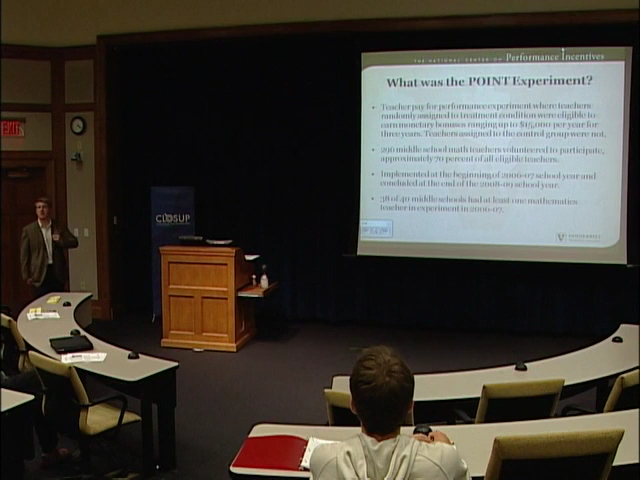 THE NATIONAL CENTER ON Performance Incentives
What was the POINT Experiment?
• Teacher pay for performance experiment where teachers
randomly assigned to treatment condition were eligible to
earn monetary bonuses ranging up to $15,000 per year for
three years. Teachers assigned to the control group were not.
• 296 middle school math teachers volunteered to participate,
approximately 70 percent of all eligible teachers.
• Implemented at the beginning of 2006-07 school year and
concluded at the end of the 2008-09 school year.
• 38 of 40 middle schools had at least one mathematics
teacher in experiment in 2006-07.
VANDERBILT
EXIT
CLOSUP